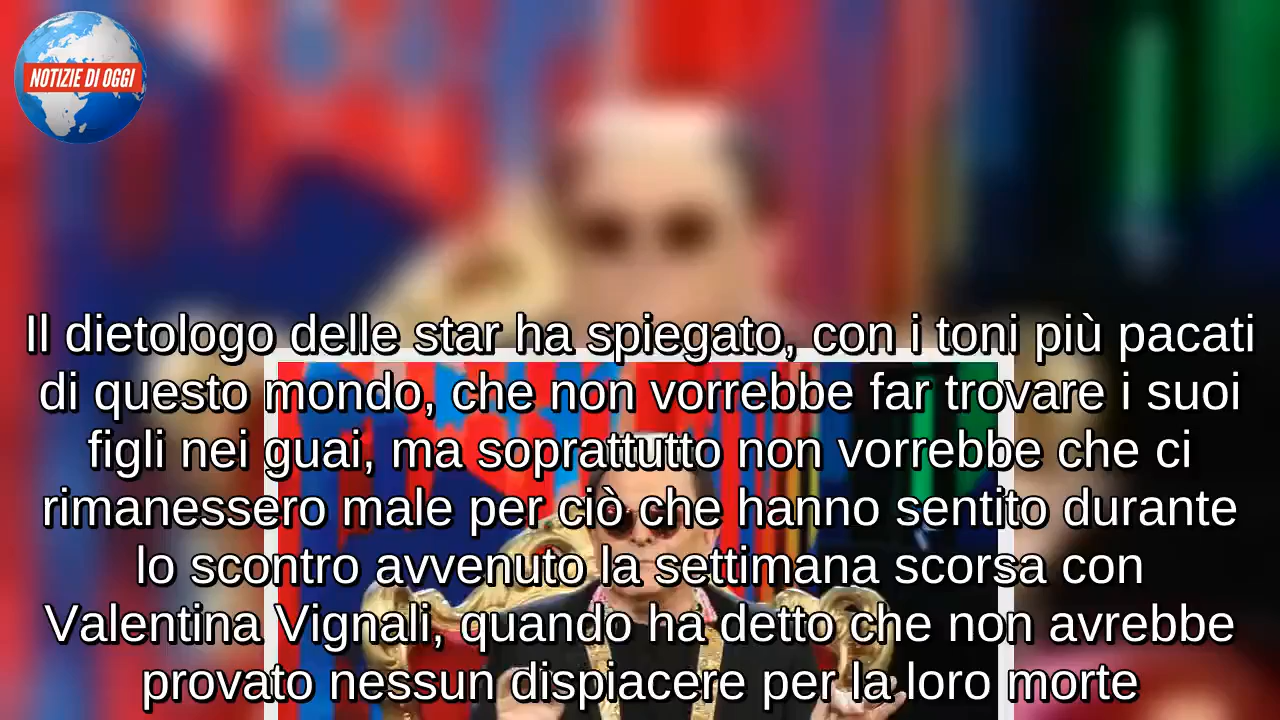 NOTIZIE DI OGGI
Il dietologo delle star ha spiegato, con i toni più pacati
di questo mondo, che non vorrebbe far trovare i suoi
figli nei guai, ma soprattutto non vorrebbe che ci
rimanessero male per ciò che hanno sentito durante
lo scontro avvenuto la settimana scorsa con
Valentina Vignali, quando ha detto che non avrebbe
provato nessun dispiacere per la loro morte